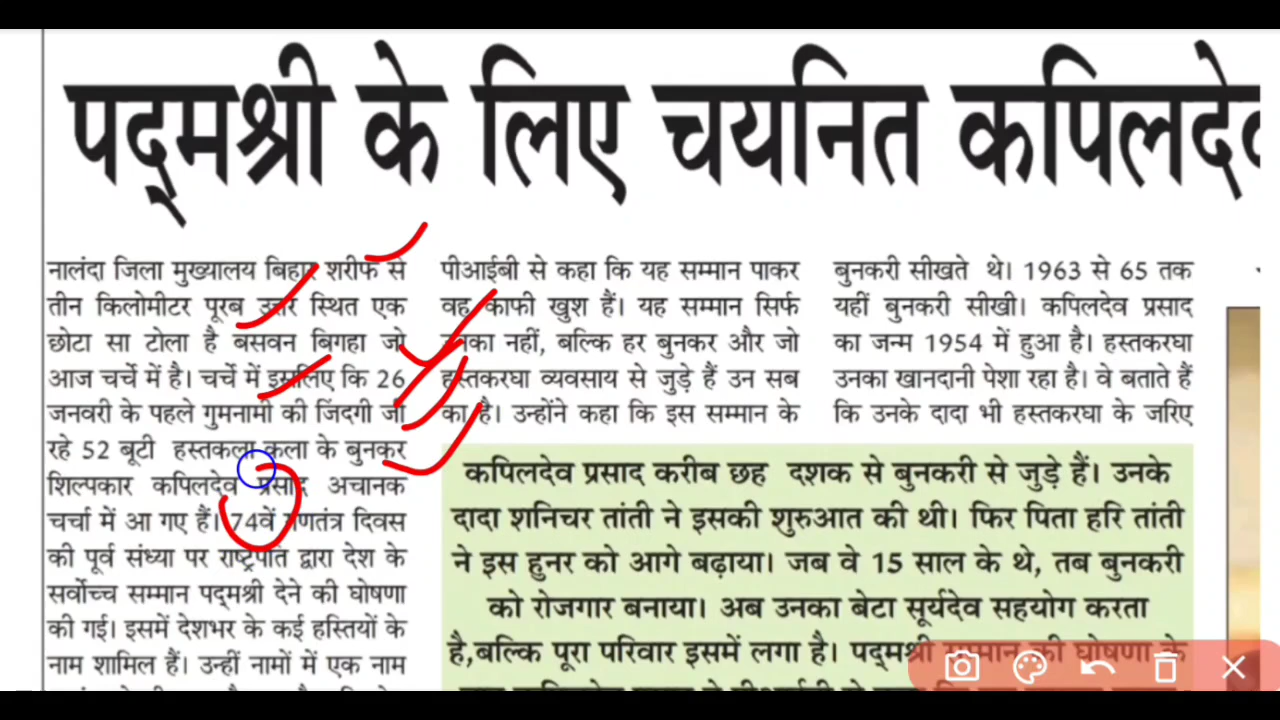 पद्मश्री के लिए चयनित कपिलदेव
नालंदा जिला मुख्यालय बिहार शरीफ से
तीन किलोमीटर पूरब उत्तर स्थित एक
छोटा सा टोला है बसवन बिगहा जो
आज चर्चे में है। चर्चे में इसलिए कि 26
जनवरी के पहले गुमनामी की जिंदगी जी
रहे 52 बूटी हस्तकला कला के बुनकर
शिल्पकार कपिलदेव प्रसाद अचानक
चर्चा में आ गए हैं। 74वें गणतंत्र दिवस
की पूर्व संध्या पर राष्ट्रपति द्वारा देश के
सर्वोच्च सम्मान पद्मश्री देने की घोषणा
की गई। इसमें देशभर के कई हस्तियों के
नाम शामिल हैं। उन्हीं नामों में एक नाम
पीआईबी से कहा कि यह सम्मान पाकर
वह काफी खुश हैं। यह सम्मान सिर्फ
उनका नहीं, बल्कि हर बुनकर और जो
हस्तकरघा व्यवसाय से जुड़े हैं उन सब
का है। उन्होंने कहा कि इस सम्मान के
बुनकरी सीखते थे। 1963 से 65 तक
यहीं बुनकरी सीखी। कपिलदेव प्रसाद
का जन्म 1954 में हुआ है। हस्तकरघा
उनका खानदानी पेशा रहा है। वे बताते हैं
कि उनके दादा भी हस्तकरघा के जरिए
कपिलदेव प्रसाद करीब छह दशक से बुनकरी से जुड़े हैं। उनके
दादा शनिचर तांती ने इसकी शुरुआत की थी। फिर पिता हरि तांती
ने इस हुनर को आगे बढ़ाया। जब वे 15 साल के थे, तब बुनकरी
को रोजगार बनाया। अब उनका बेटा सूर्यदेव सहयोग करता
है,बल्कि पूरा परिवार इसमें लगा है। पद्मश्री सम्मान की घोषणा के